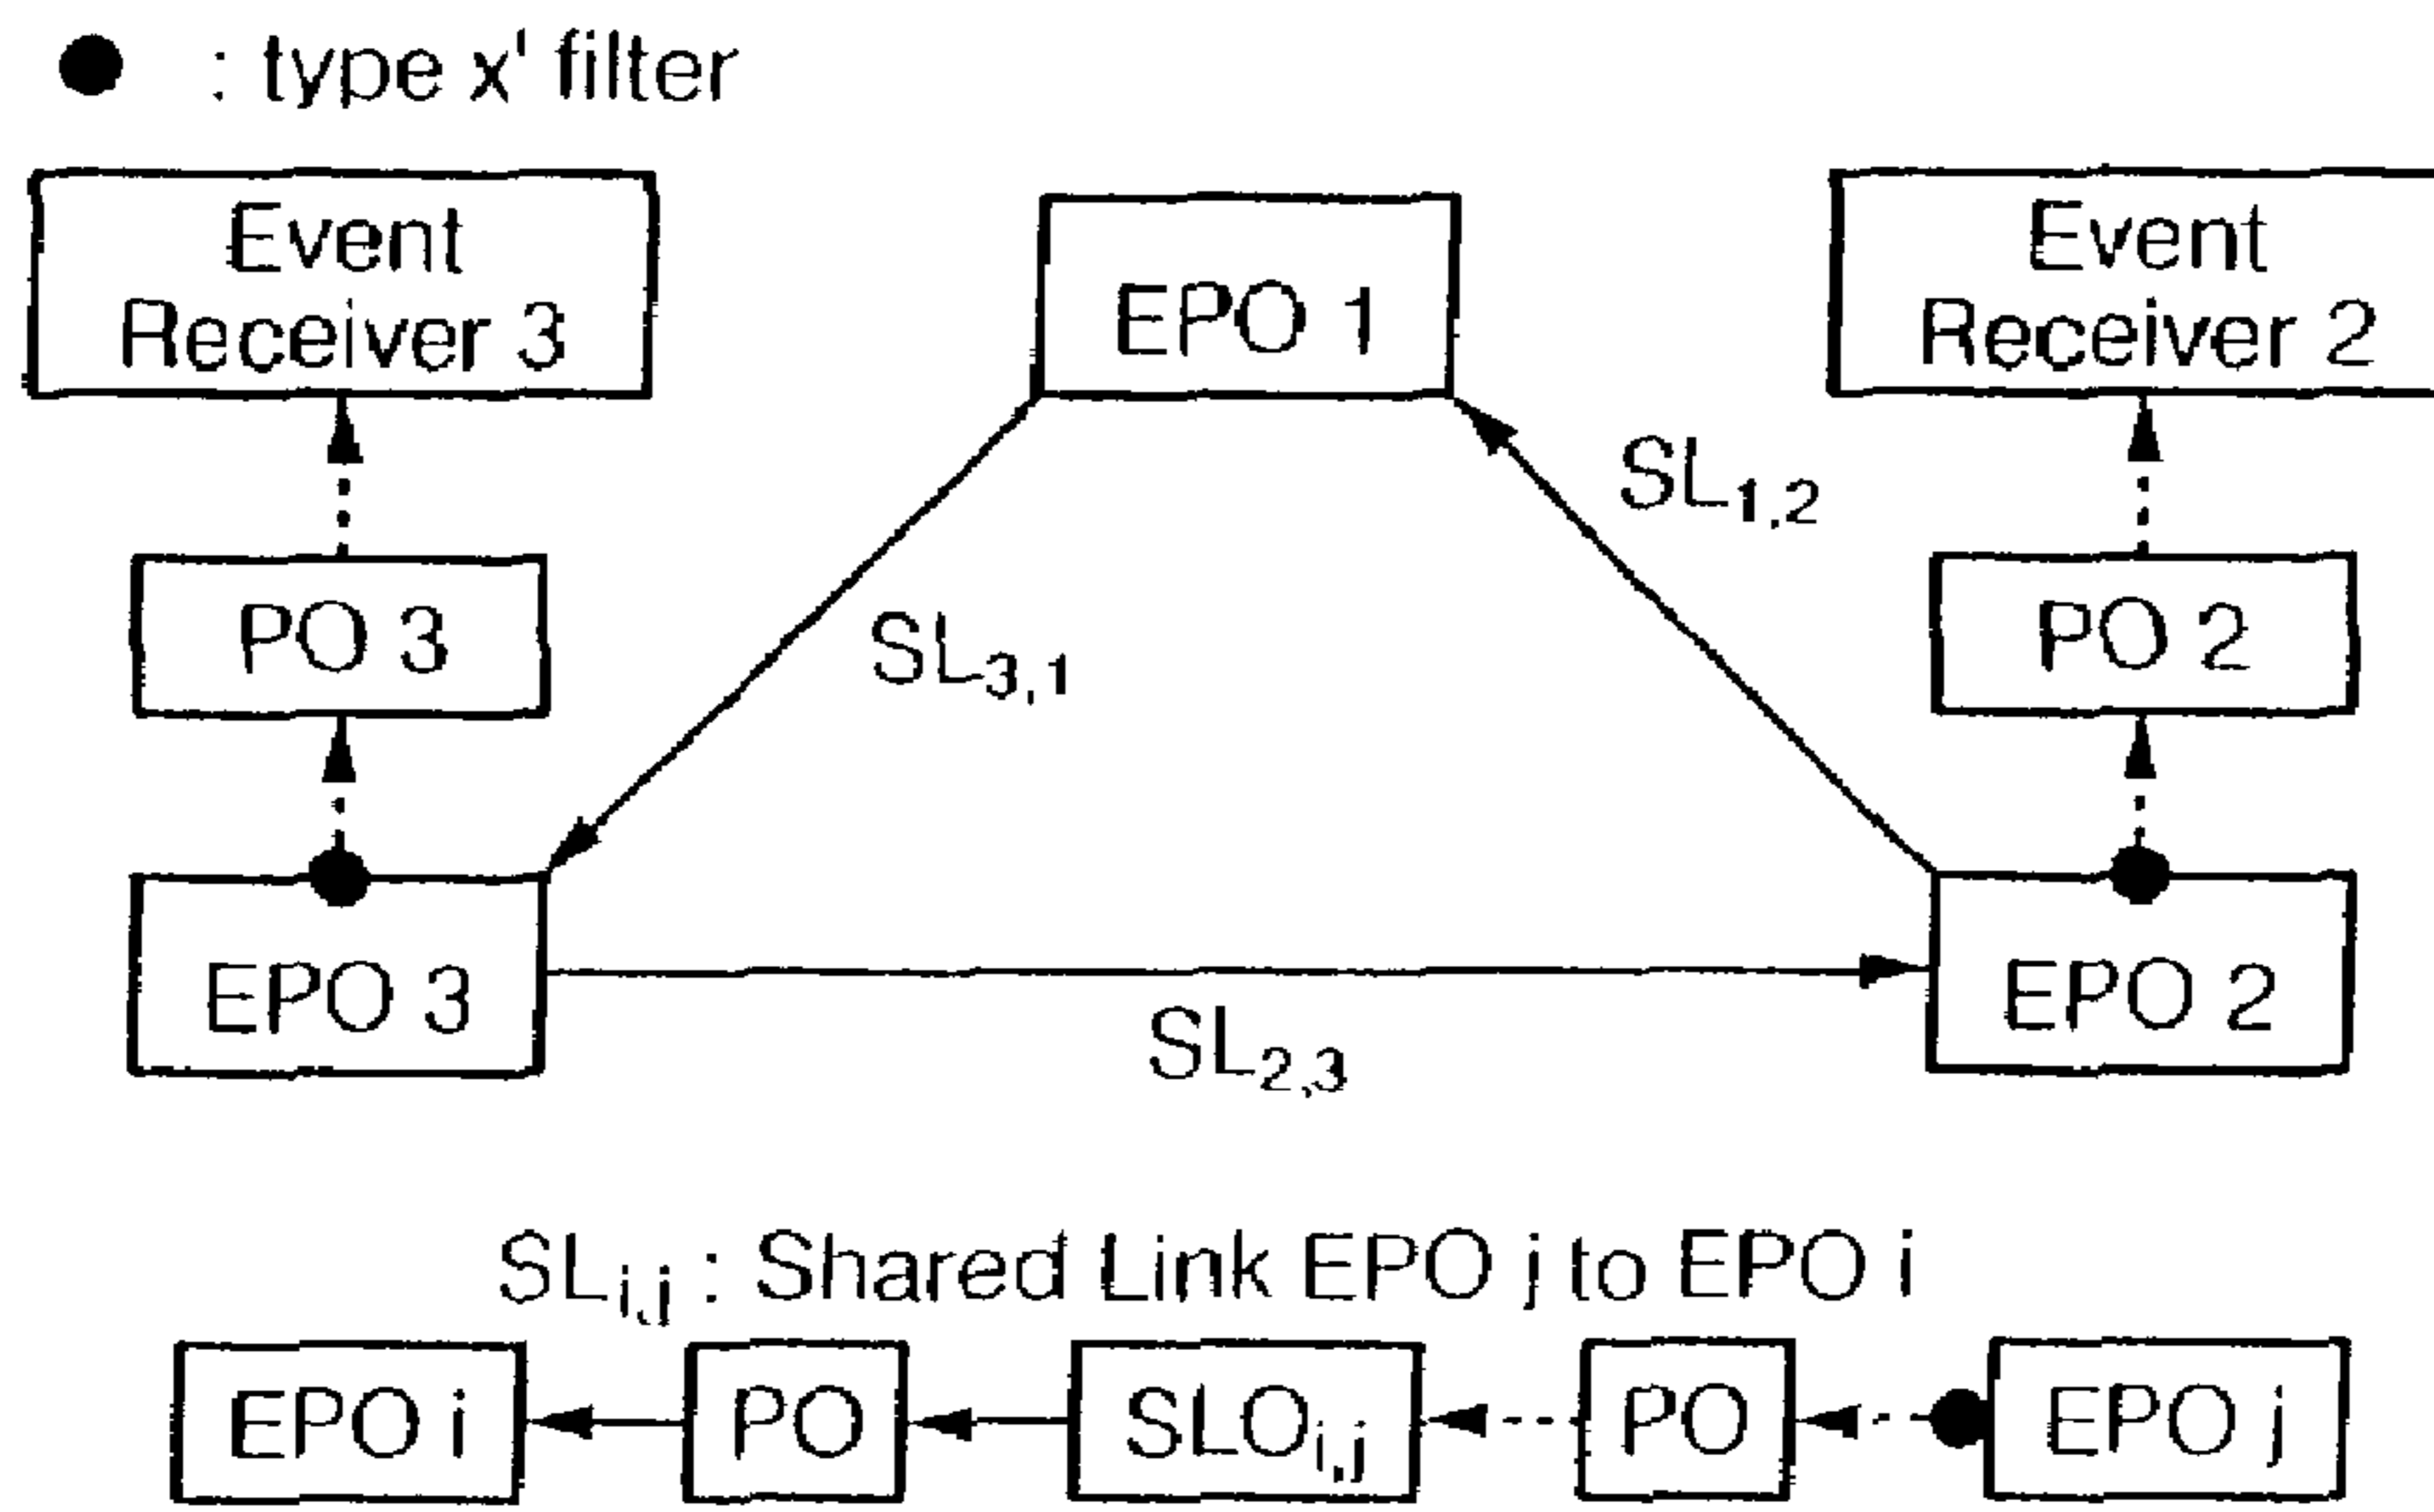 : type x' filter
Event
Receiver 3
EPO 1
Event
Receiver 2
SL1,2
PO 3
SL3,1
PO 2
EPO 3
EPO 2
SL2,3
SLi,j : Shared Link EPO j to EPO i
EPO i
PO
SLOi,j
PO
EPO j